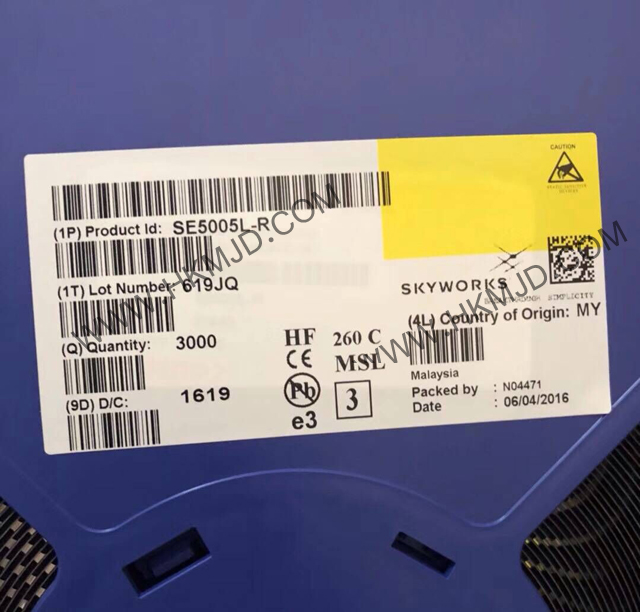 CAUTION
(1P) Product Id: SE5005L-R
(1T) Lot Number: 619JQ
SKYWORKS
(Q) Quantity: 3000
(4L) Country of Origin: MY
HF 260 C
CE MSL
Malaysia
(9D) D/C: 1619
Pb 3
Packed by : N04471
e3
Date : 06/04/2016
WWW.HKMJD.COM
WWW.HKMJD.COM